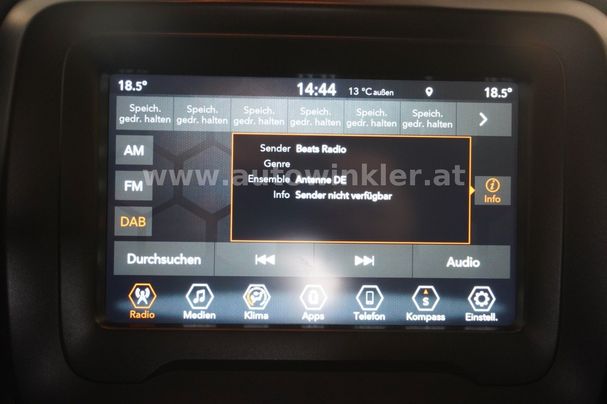 18.5°
14:44
13 °C außen
18.5°
Speich. gedr. halten
Speich. gedr. halten
Speich. gedr. halten
Speich. gedr. halten
Speich. gedr. halten
Speich. gedr. halten
AM
FM
DAB
Sender Beats Radio
Genre
Ensemble Antenne DE
Info Sender nicht verfügbar
www.autowinkler.at
i
Info
Durchsuchen
Audio
Radio
Medien
Klima
Apps
Telefon
S
Kompass
Einstell.